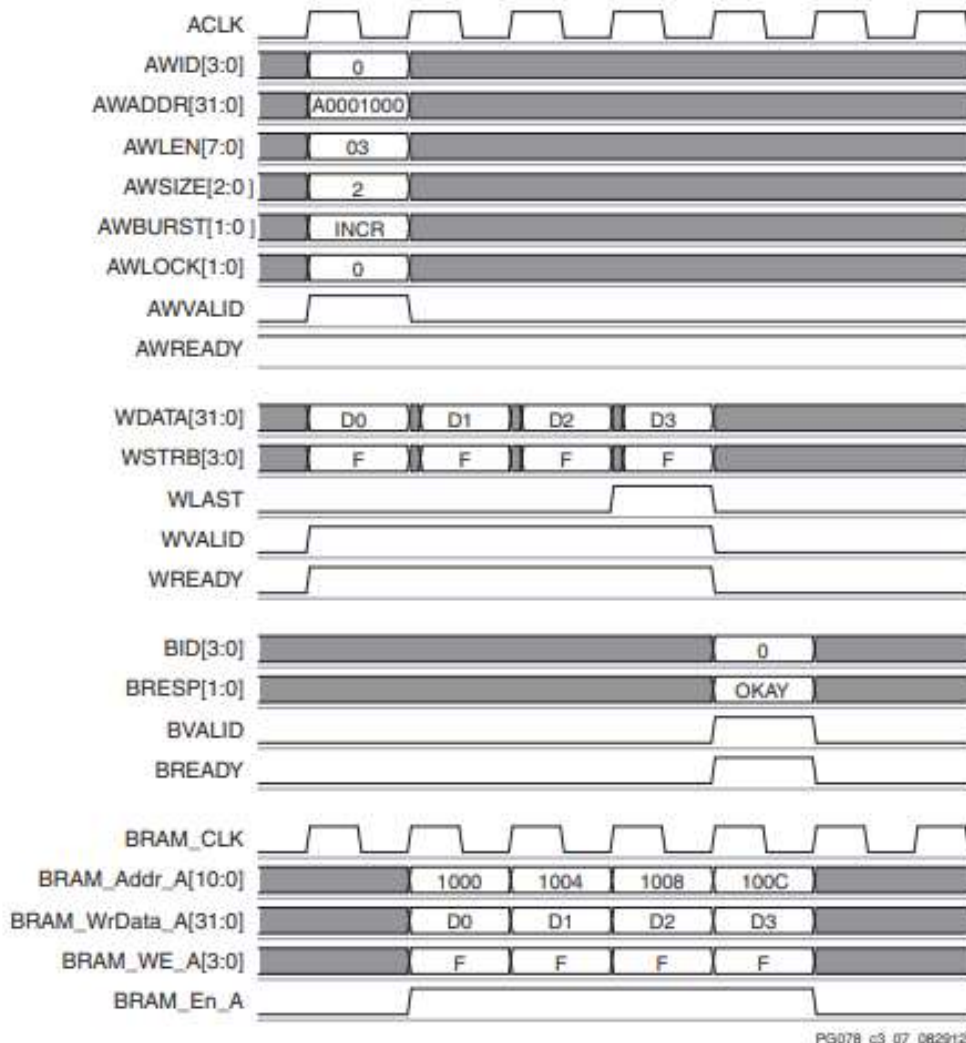 ACLK
AWID[3:0] 0
AWADDR[31:0] A0001000
AWLEN[7:0] 03
AWSIZE[2:0] 2
AWBURST[1:0] INCR
AWLOCK[1:0] 0
AWVALID
AWREADY
WDATA[31:0] D0 D1 D2 D3
WSTRB[3:0] F F F F
WLAST
WVALID
WREADY
BID[3:0] 0
BRESP[1:0] OKAY
BVALID
BREADY
BRAM_CLK
BRAM_Addr_A[10:0] 1000 1004 1008 100C
BRAM_WrData_A[31:0] D0 D1 D2 D3
BRAM_WE_A[3:0] F F F F
BRAM_En_A
PG078_c3_07_082912